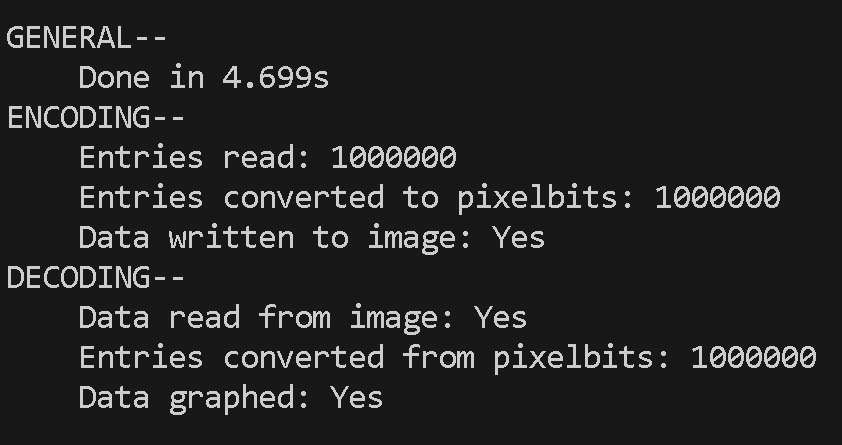 GENERAL--
Done in 4.699s
ENCODING--
Entries read: 1000000
Entries converted to pixelbits: 1000000
Data written to image: Yes
DECODING--
Data read from image: Yes
Entries converted from pixelbits: 1000000
Data graphed: Yes